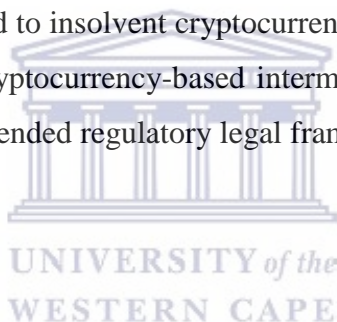 d to insolvent cryptocurren
yptocurrency-based interm
ended regulatory legal fran
UNIVERSITY of the
WESTERN CAPE